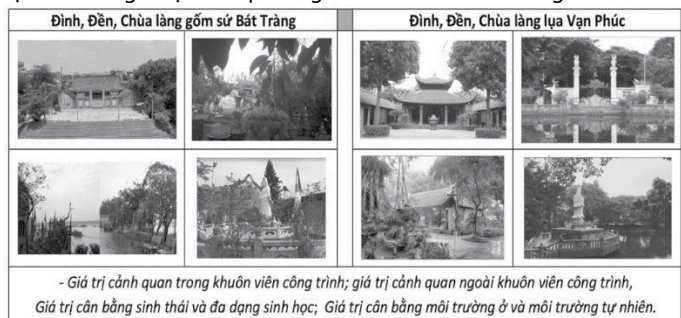 Đình, Đền, Chùa làng gốm sứ Bát Tràng
Đình, Đền, Chùa làng lụa Vạn Phúc
- Giá trị cảnh quan trong khuôn viên công trình; giá trị cảnh quan ngoài khuôn viên công trình,
Giá trị cân bằng sinh thái và đa dạng sinh học; Giá trị cân bằng môi trường ở và môi trường tự nhiên.